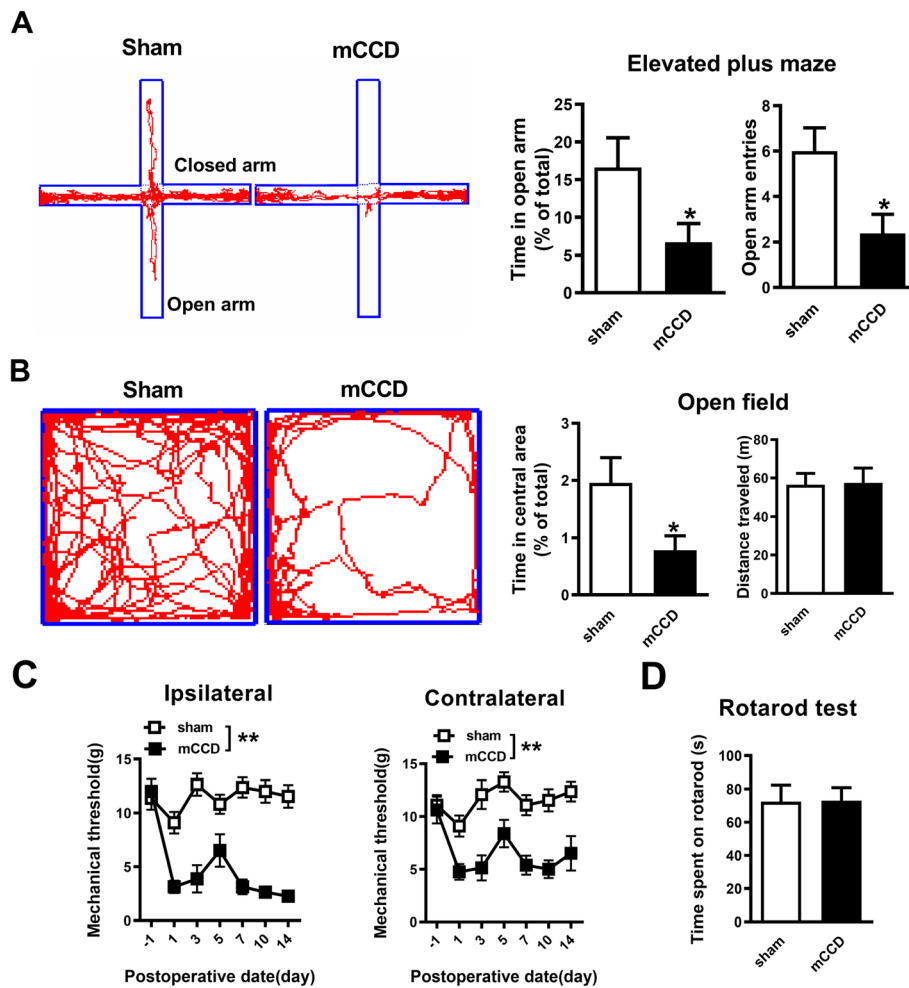 A
Sham
mCCD
Closed arm
Open arm
Elevated plus maze
Time in open arm
(% of total)
25
20
15
10
5
0
*
sham
mCCD
Open arm entries
8
6
4
2
0
*
sham
mCCD
B
Sham
mCCD
Open field
Time in central area
(% of total)
3
2
1
0
*
sham
mCCD
Distance traveled (m)
80
60
40
20
0
sham
mCCD
C
Ipsilateral
sham
mCCD
**
Mechanical threshold(g)
15
10
5
0
-1 1 3 5 7 10 14
Postoperative date(day)
Contralateral
sham
mCCD
**
Mechanical threshold(g)
15
10
5
0
-1 1 3 5 7 10 14
Postoperative date(day)
D
Rotarod test
Time spent on rotarod (s)
100
80
60
40
20
0
sham
mCCD